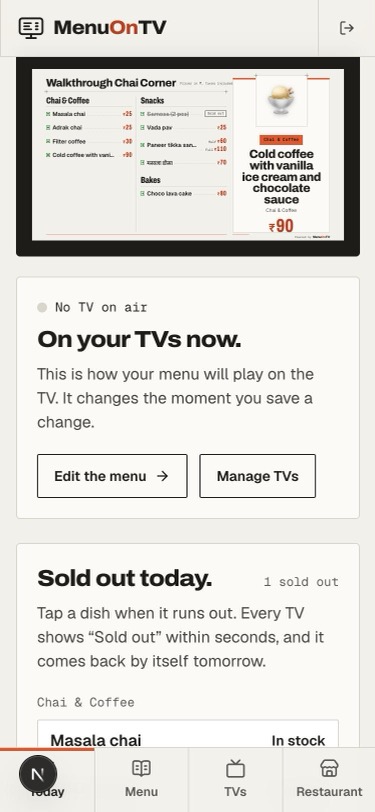 MenuOnTV
Walkthrough Chai Corner
Chai & Coffee
Masala chai ₹25
Adrak chai ₹25
Filter coffee ₹30
Cold coffee with vani... ₹90
Snacks
Vada pav ₹25
Paneer tikka san...
₹110
₹70
Bakes
Choco lava cake ₹80
Chai & Coffee
Cold coffee
with vanilla
ice cream and
chocolate
sauce
Chai & Coffee
₹90
No TV on air
On your TVs now.
This is how your menu will play on the
TV. It changes the moment you save a
change.
Edit the menu →
Manage TVs
Sold out today.
1 sold out
Tap a dish when it runs out. Every TV
shows “Sold out” within seconds, and it
comes back by itself tomorrow.
Chai & Coffee
Masala chai In stock
N
Menu
TVs
Restaurant